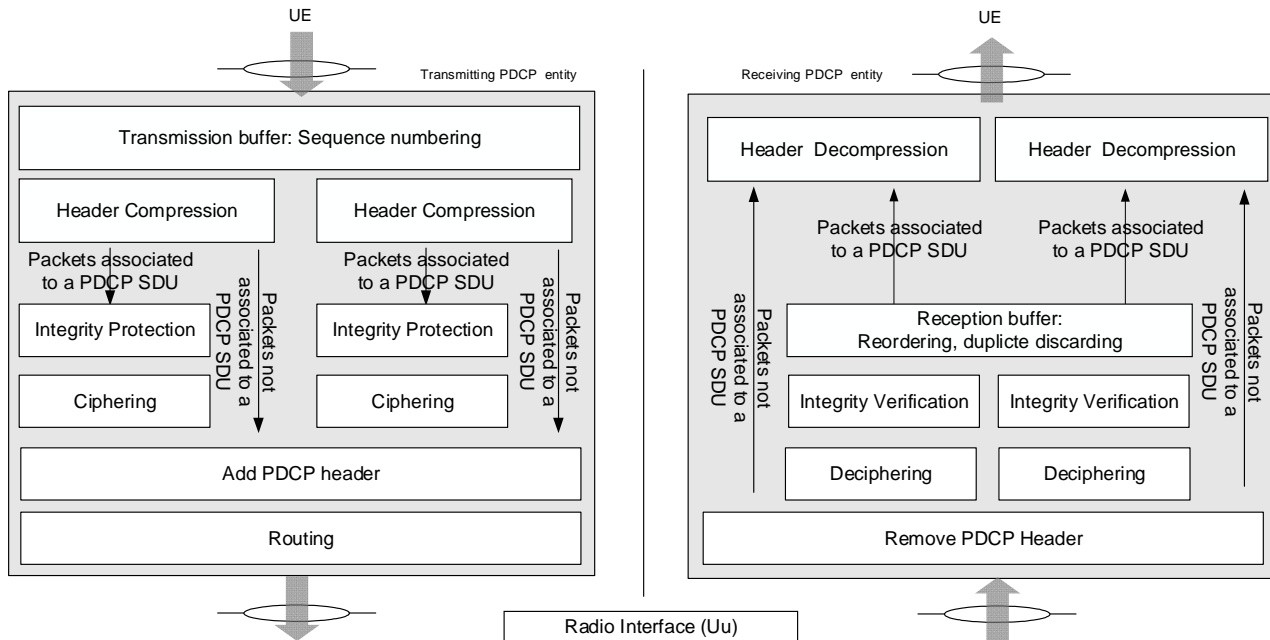 UE
Transmitting PDCP entity
Transmission buffer: Sequence numbering
Header Compression
Header Compression
Packets associated
to a PDCP SDU
Packets associated
to a PDCP SDU
Packets not
associated to a
PDCP SDU
Packets not
associated to a
PDCP SDU
Integrity Protection
Integrity Protection
Ciphering
Ciphering
Add PDCP header
Routing
UE
Receiving PDCP entity
Header Decompression
Header Decompression
Packets associated
to a PDCP SDU
Packets associated
to a PDCP SDU
Packets not
associated to a
PDCP SDU
Packets not
associated to a
PDCP SDU
Reception buffer:
Reordering, duplicte discarding
Integrity Verification
Integrity Verification
Deciphering
Deciphering
Remove PDCP Header
Radio Interface (Uu)